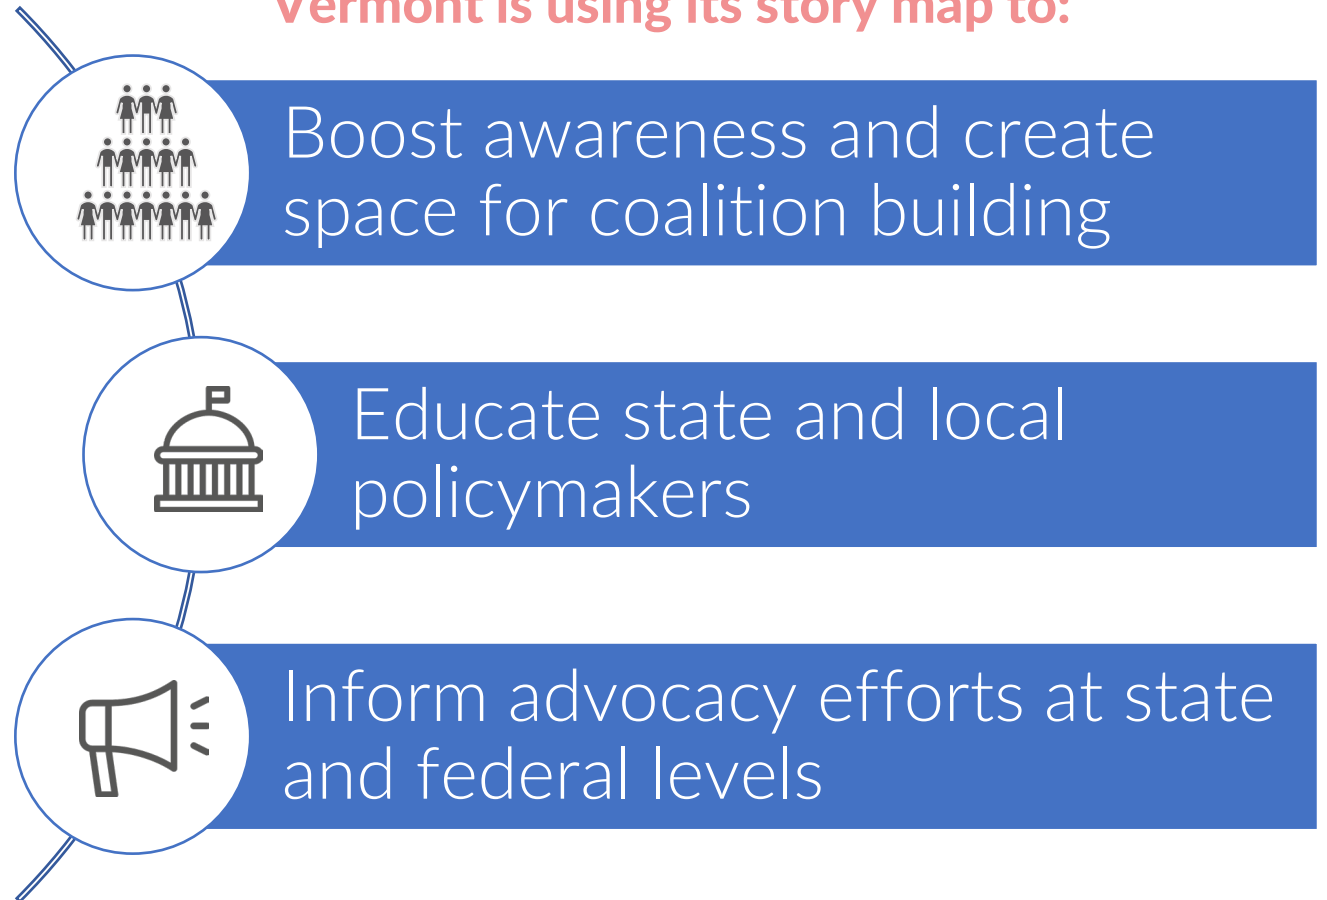 Vermont is using its story map to:
Boost awareness and create
space for coalition building
Educate state and local
policymakers
Inform advocacy efforts at state
and federal levels